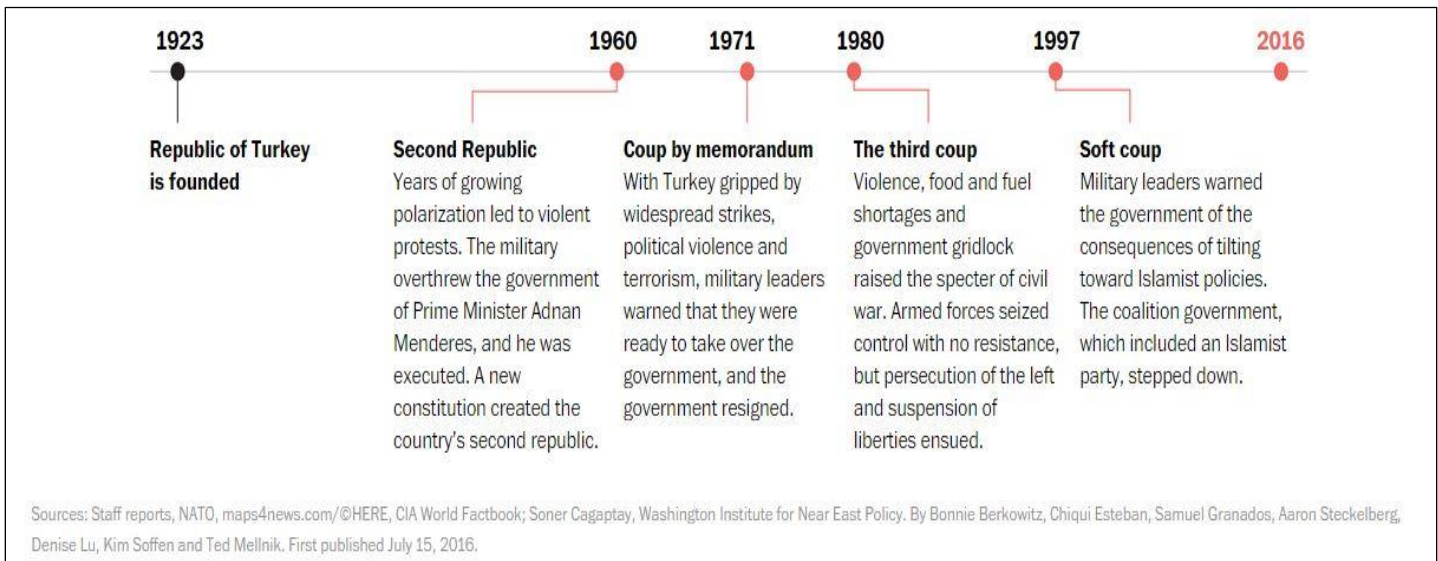 1923
1960
1971
1980
1997
2016
Republic of Turkey
is founded
Second Republic
Years of growing
polarization led to violent
protests. The military
overthrew the government
of Prime Minister Adnan
Menderes, and he was
executed. A new
constitution created the
country's second republic.
Coup by memorandum
With Turkey gripped by
widespread strikes,
political violence and
terrorism, military leaders
warned that they were
ready to take over the
government, and the
government resigned.
The third coup
Violence, food and fuel
shortages and
government gridlock
raised the specter of civil
war. Armed forces seized
control with no resistance,
but persecution of the left
and suspension of
liberties ensued.
Soft coup
Military leaders warned
the government of the
consequences of tilting
toward Islamist policies.
The coalition government,
which included an Islamist
party, stepped down.
Sources: Staff reports, NATO, maps4news.com/©HERE, CIA World Factbook; Soner Cagaptay, Washington Institute for Near East Policy. By Bonnie Berkowitz, Chiqui Esteban, Samuel Granados, Aaron Steckelberg,
Denise Lu, Kim Soffen and Ted Mellnik. First published July 15, 2016.